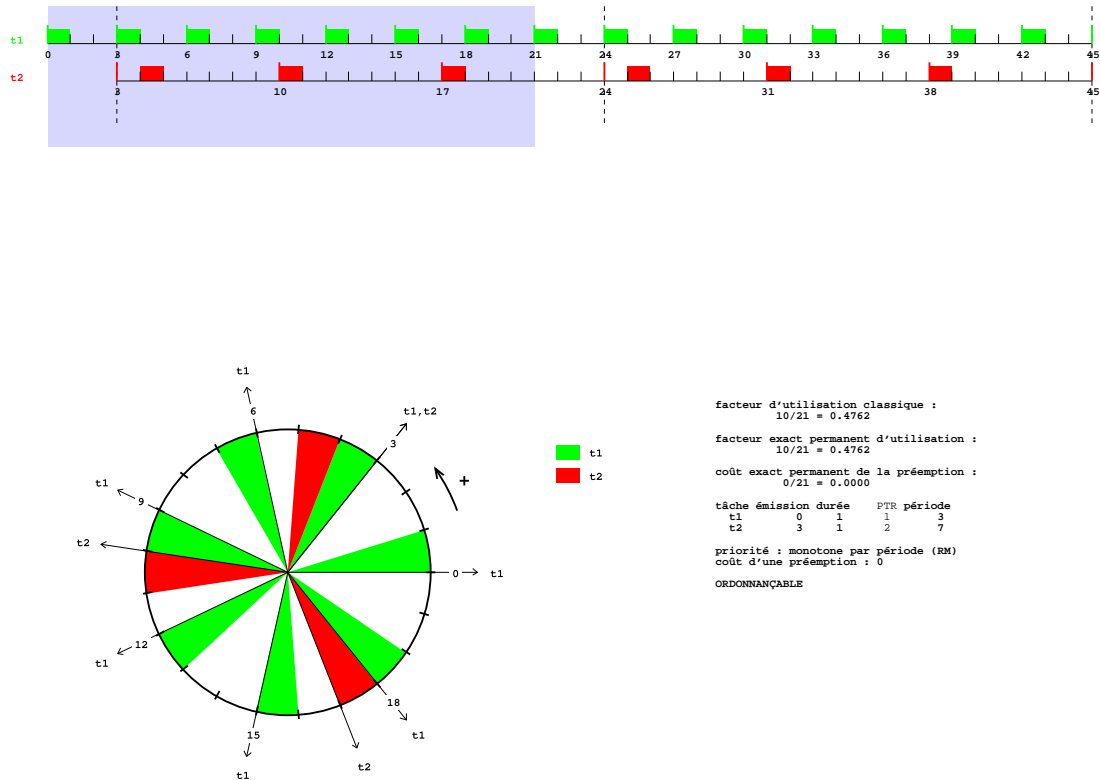 t1
0 3 6 9 12 15 18 21 24 27 30 33 36 39 42 45
t2
3 10 17 24 31 38 45
t1
t1,t2
6
3
t1
9
t2
0 t1
12
t1
18
t1
15
t2
t1
+
t1
t2
facteur d'utilisation classique :
10/21 = 0.4762
facteur exact permanent d'utilisation :
10/21 = 0.4762
coût exact permanent de la préemption :
0/21 = 0.0000
tâche émission durée PTR période
t1 0 1 1 3
t2 3 1 2 7
priorité : monotone par période (RM)
coût d'une préemption : 0
ORDONNANÇABLE